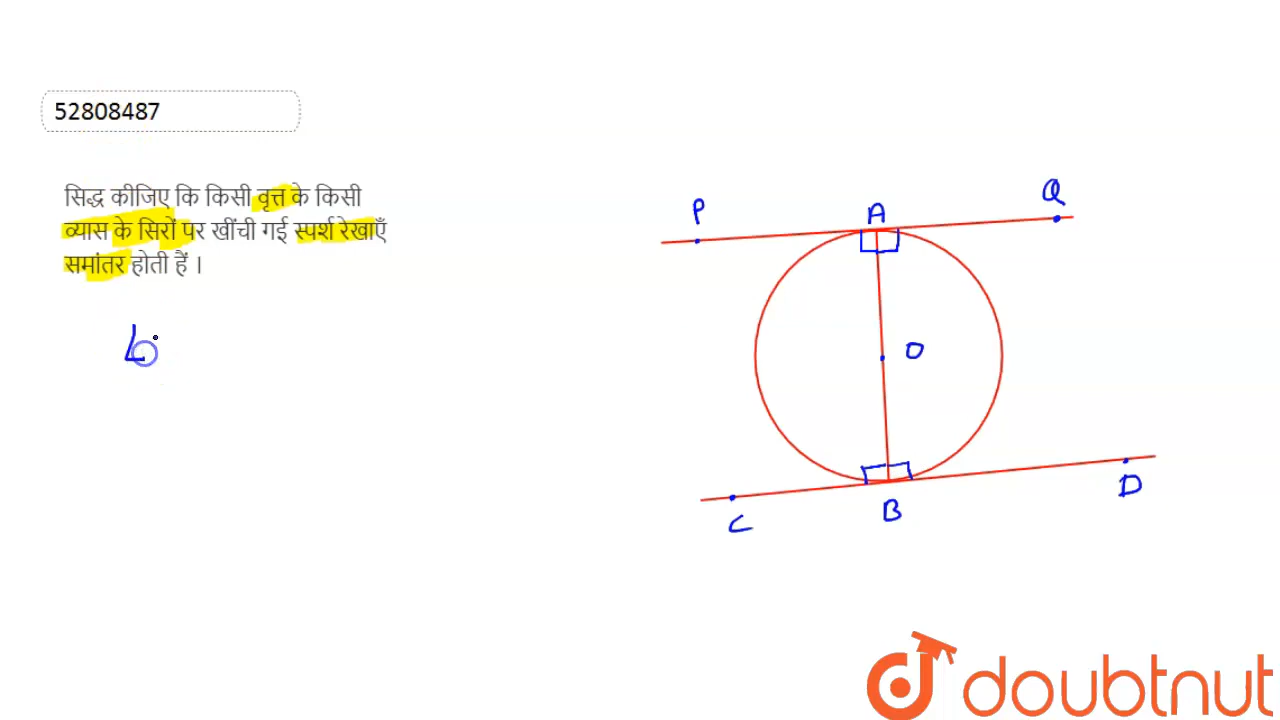 52808487
सिद्ध कीजिए कि किसी वृत्त के किसी
व्यास के सिरों पर खींची गई स्पर्श रेखाएँ
समांतर होती हैं ।
P
A
Q
O
C
B
D
doubtnut